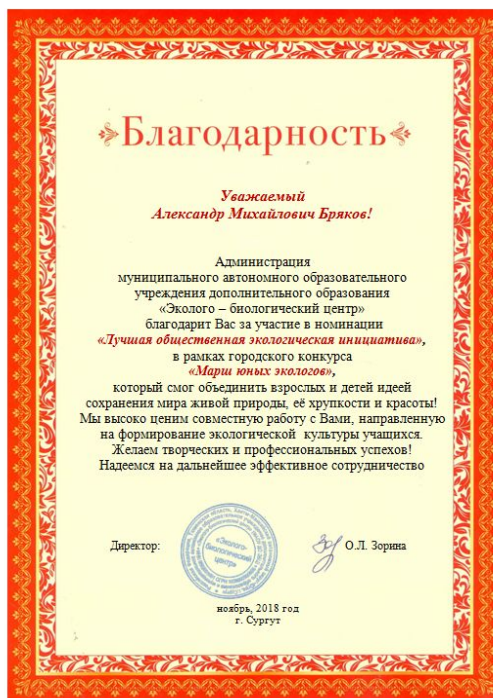 Благодарность
Уважаемый
Александр Михайлович Бряков!
Администрация
муниципального автономного образовательного
учреждения дополнительного образования
«Эколого – биологический центр»
благодарит Вас за участие в номинации
«Лучшая общественная экологическая инициатива»,
в рамках городского конкурса
«Марш юных экологов»,
который смог объединить взрослых и детей идеей
сохранения мира живой природы, её хрупкости и красоты!
Мы высоко ценим совместную работу с Вами, направленную
на формирование экологической культуры учащихся.
Желаем творческих и профессиональных успехов!
Надеемся на дальнейшее эффективное сотрудничество
Директор:
«Эколого-
биологический
центр»
О.Л. Зорина
ноябрь, 2018 год
г. Сургут